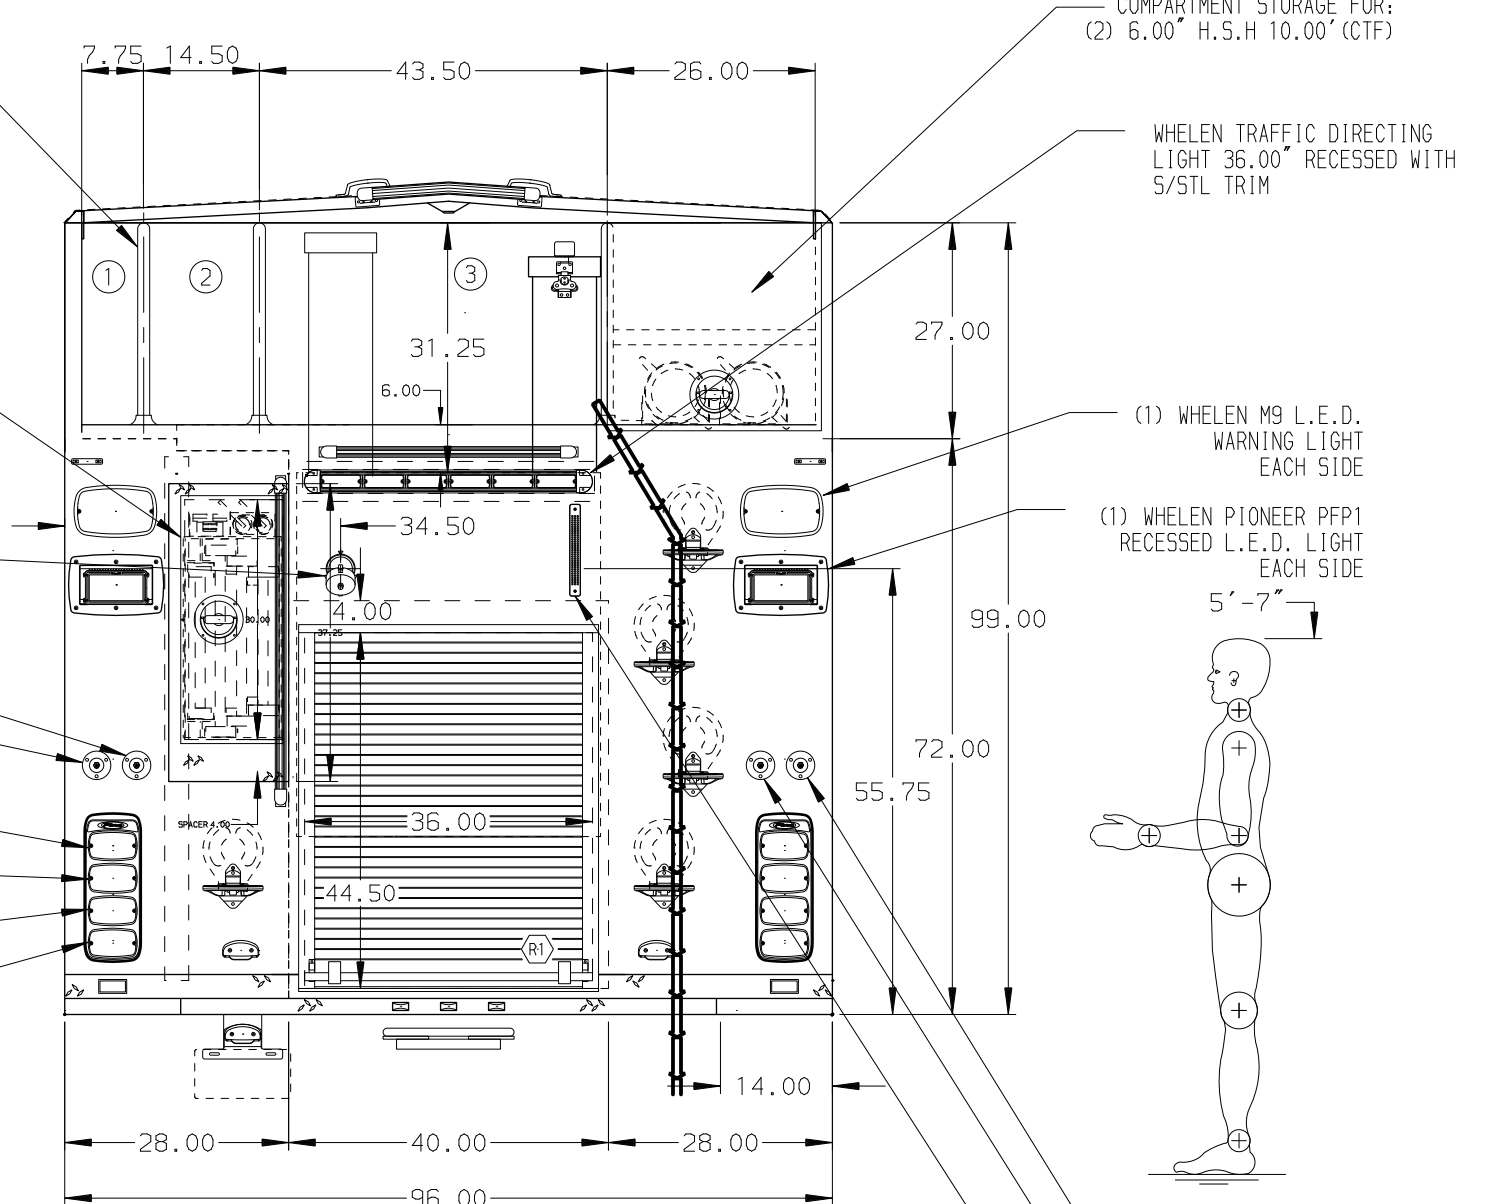 COMPARTMENT STORAGE FOR:
(2) 6.00" H.S.H 10.00'(CTF)
7.75 14.50
43.50
26.00
WHELEN TRAFFIC DIRECTING
LIGHT 36.00" RECESSED WITH
S/STL TRIM
1
2
3
27.00
31.25
6.00
(1) WHELEN M9 L.E.D.
WARNING LIGHT
EACH SIDE
34.50
(1) WHELEN PIONEER PFP1
RECESSED L.E.D. LIGHT
EACH SIDE
5'-7"
4.00
30.00
99.00
37.25
72.00
55.75
SPACER 4.00
36.00
44.50
R-1
14.00
28.00
40.00
28.00
96.00